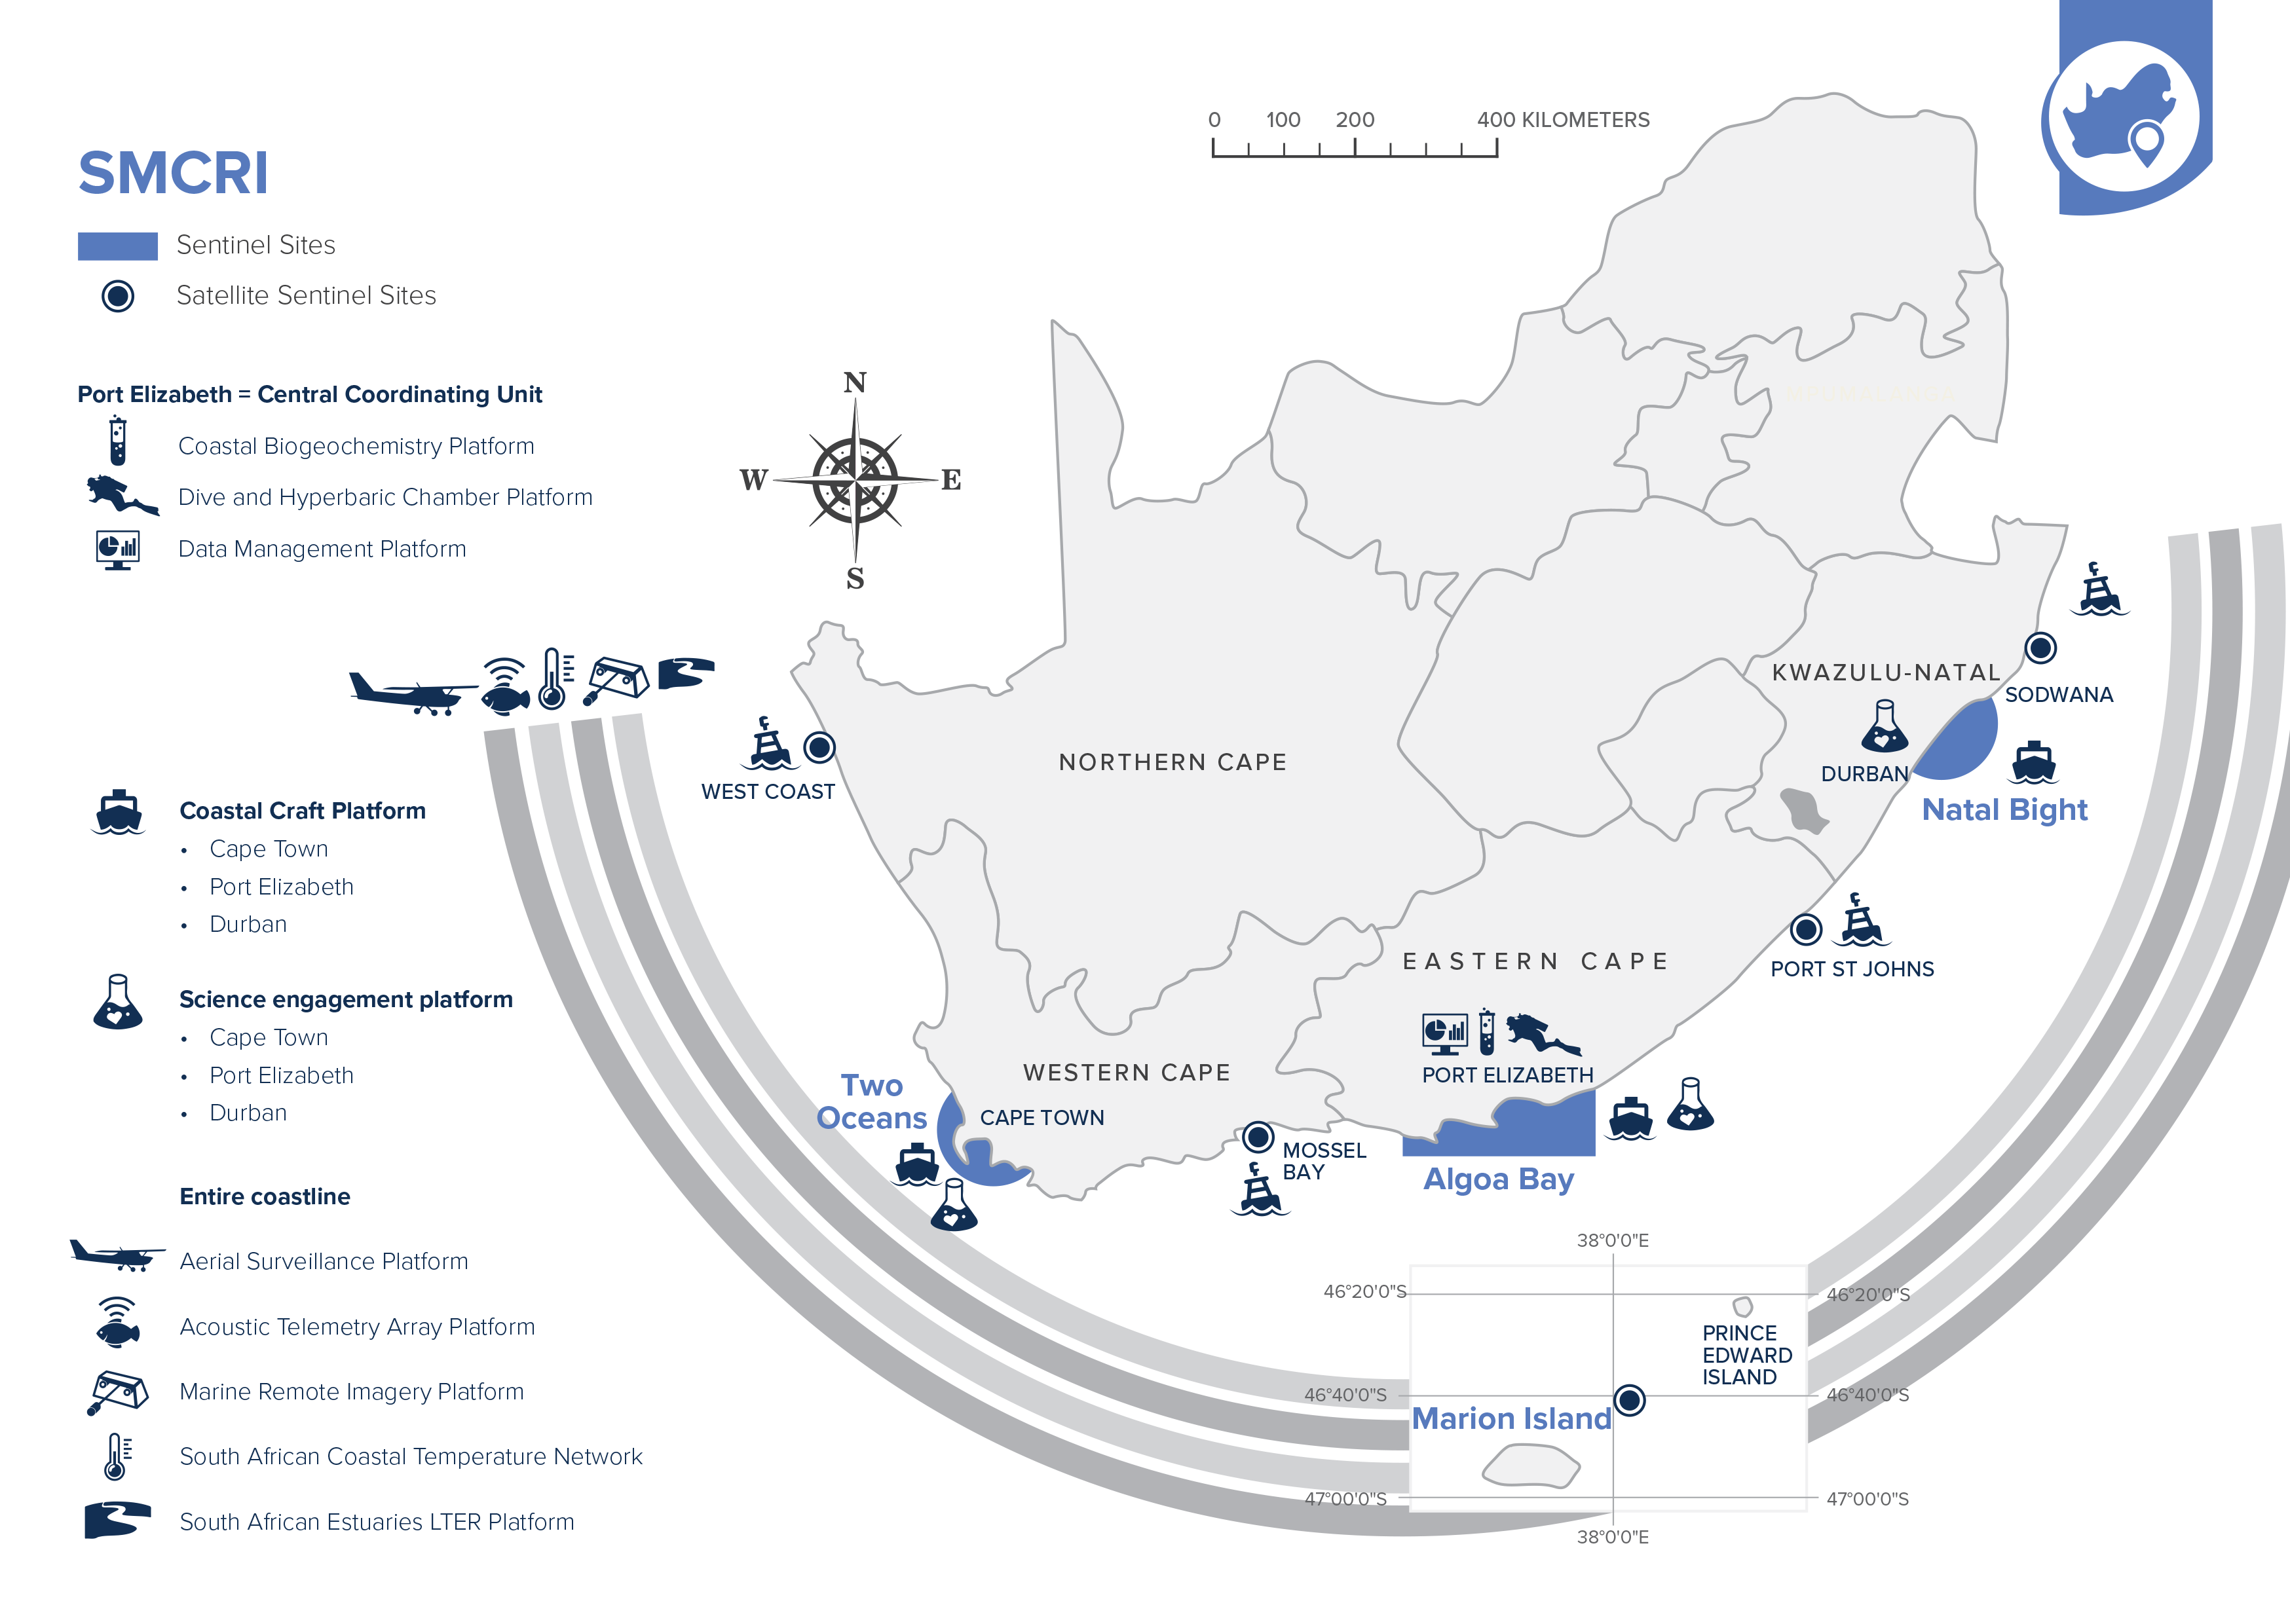 0 100 200 400 KILOMETERS
SMCRI
Sentinel Sites
Satellite Sentinel Sites
Port Elizabeth = Central Coordinating Unit
Coastal Biogeochemistry Platform
Dive and Hyperbaric Chamber Platform
Data Management Platform
N
W E
S
Coastal Craft Platform
• Cape Town
• Port Elizabeth
• Durban
Science engagement platform
• Cape Town
• Port Elizabeth
• Durban
Entire coastline
Aerial Surveillance Platform
Acoustic Telemetry Array Platform
Marine Remote Imagery Platform
South African Coastal Temperature Network
South African Estuaries LTER Platform
WEST COAST
NORTHERN CAPE
KWAZULU-NATAL
SODWANA
DURBAN
Natal Bight
EASTERN CAPE
PORT ST JOHNS
WESTERN CAPE
PORT ELIZABETH
Two
Oceans
CAPE TOWN
MOSSEL
BAY
Algoa Bay
38°0'0"E
46°20'0"S
46°20'0"S
PRINCE
EDWARD
ISLAND
46°40'0"S
46°40'0"S
Marion Island
47°00'0"S
47°00'0"S
38°0'0"E